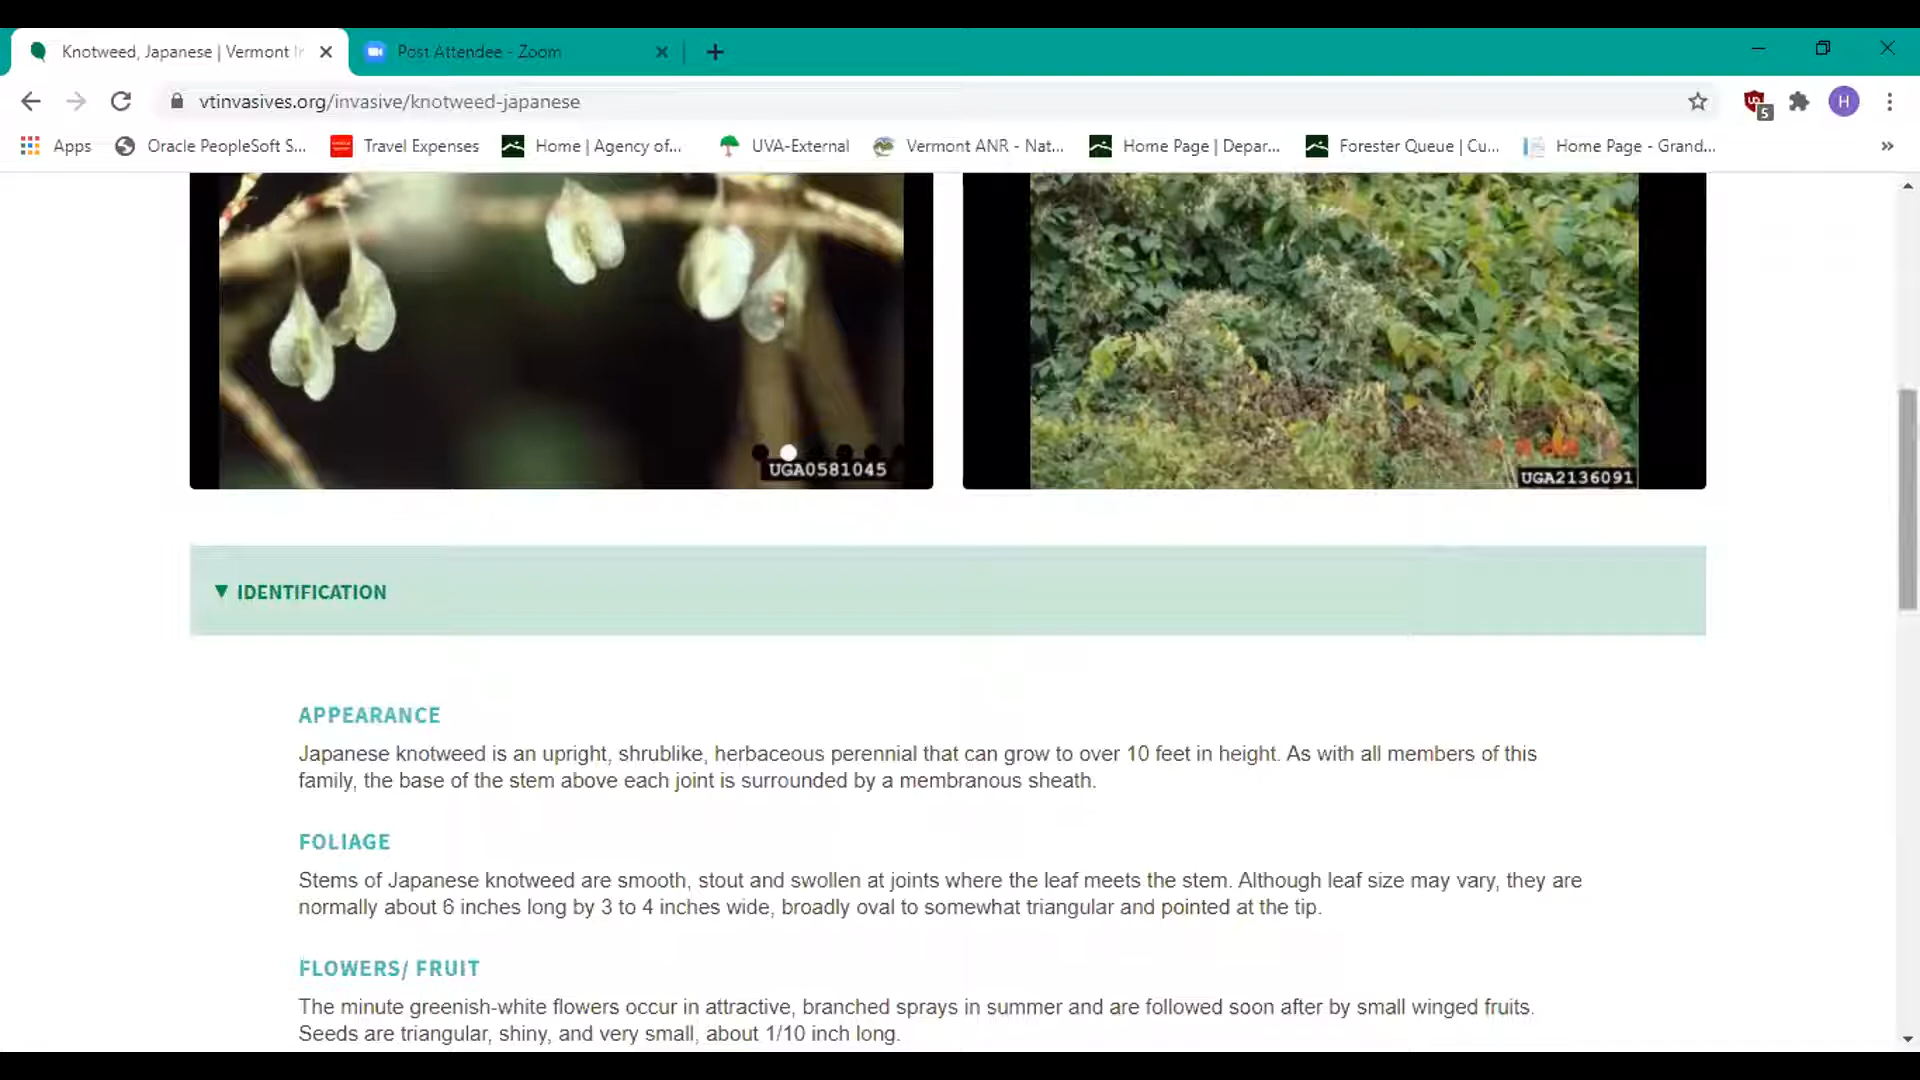 Knotweed, Japanese | Vermont Ir
Post Attendee - Zoom
vtinvasives.org/invasive/knotweed-japanese
5
H
Apps
Oracle PeopleSoft S...
Travel Expenses
Home | Agency of...
UVA-External
Vermont ANR - Nat...
Home Page | Depar...
Forester Queue | Cu...
Home Page - Grand...
UGA0581045
UGA2136091
▼ IDENTIFICATION
APPEARANCE
Japanese knotweed is an upright, shrublike, herbaceous perennial that can grow to over 10 feet in height. As with all members of this
family, the base of the stem above each joint is surrounded by a membranous sheath.
FOLIAGE
Stems of Japanese knotweed are smooth, stout and swollen at joints where the leaf meets the stem. Although leaf size may vary, they are
normally about 6 inches long by 3 to 4 inches wide, broadly oval to somewhat triangular and pointed at the tip.
FLOWERS/ FRUIT
The minute greenish-white flowers occur in attractive, branched sprays in summer and are followed soon after by small winged fruits.
Seeds are triangular, shiny, and very small, about 1/10 inch long.